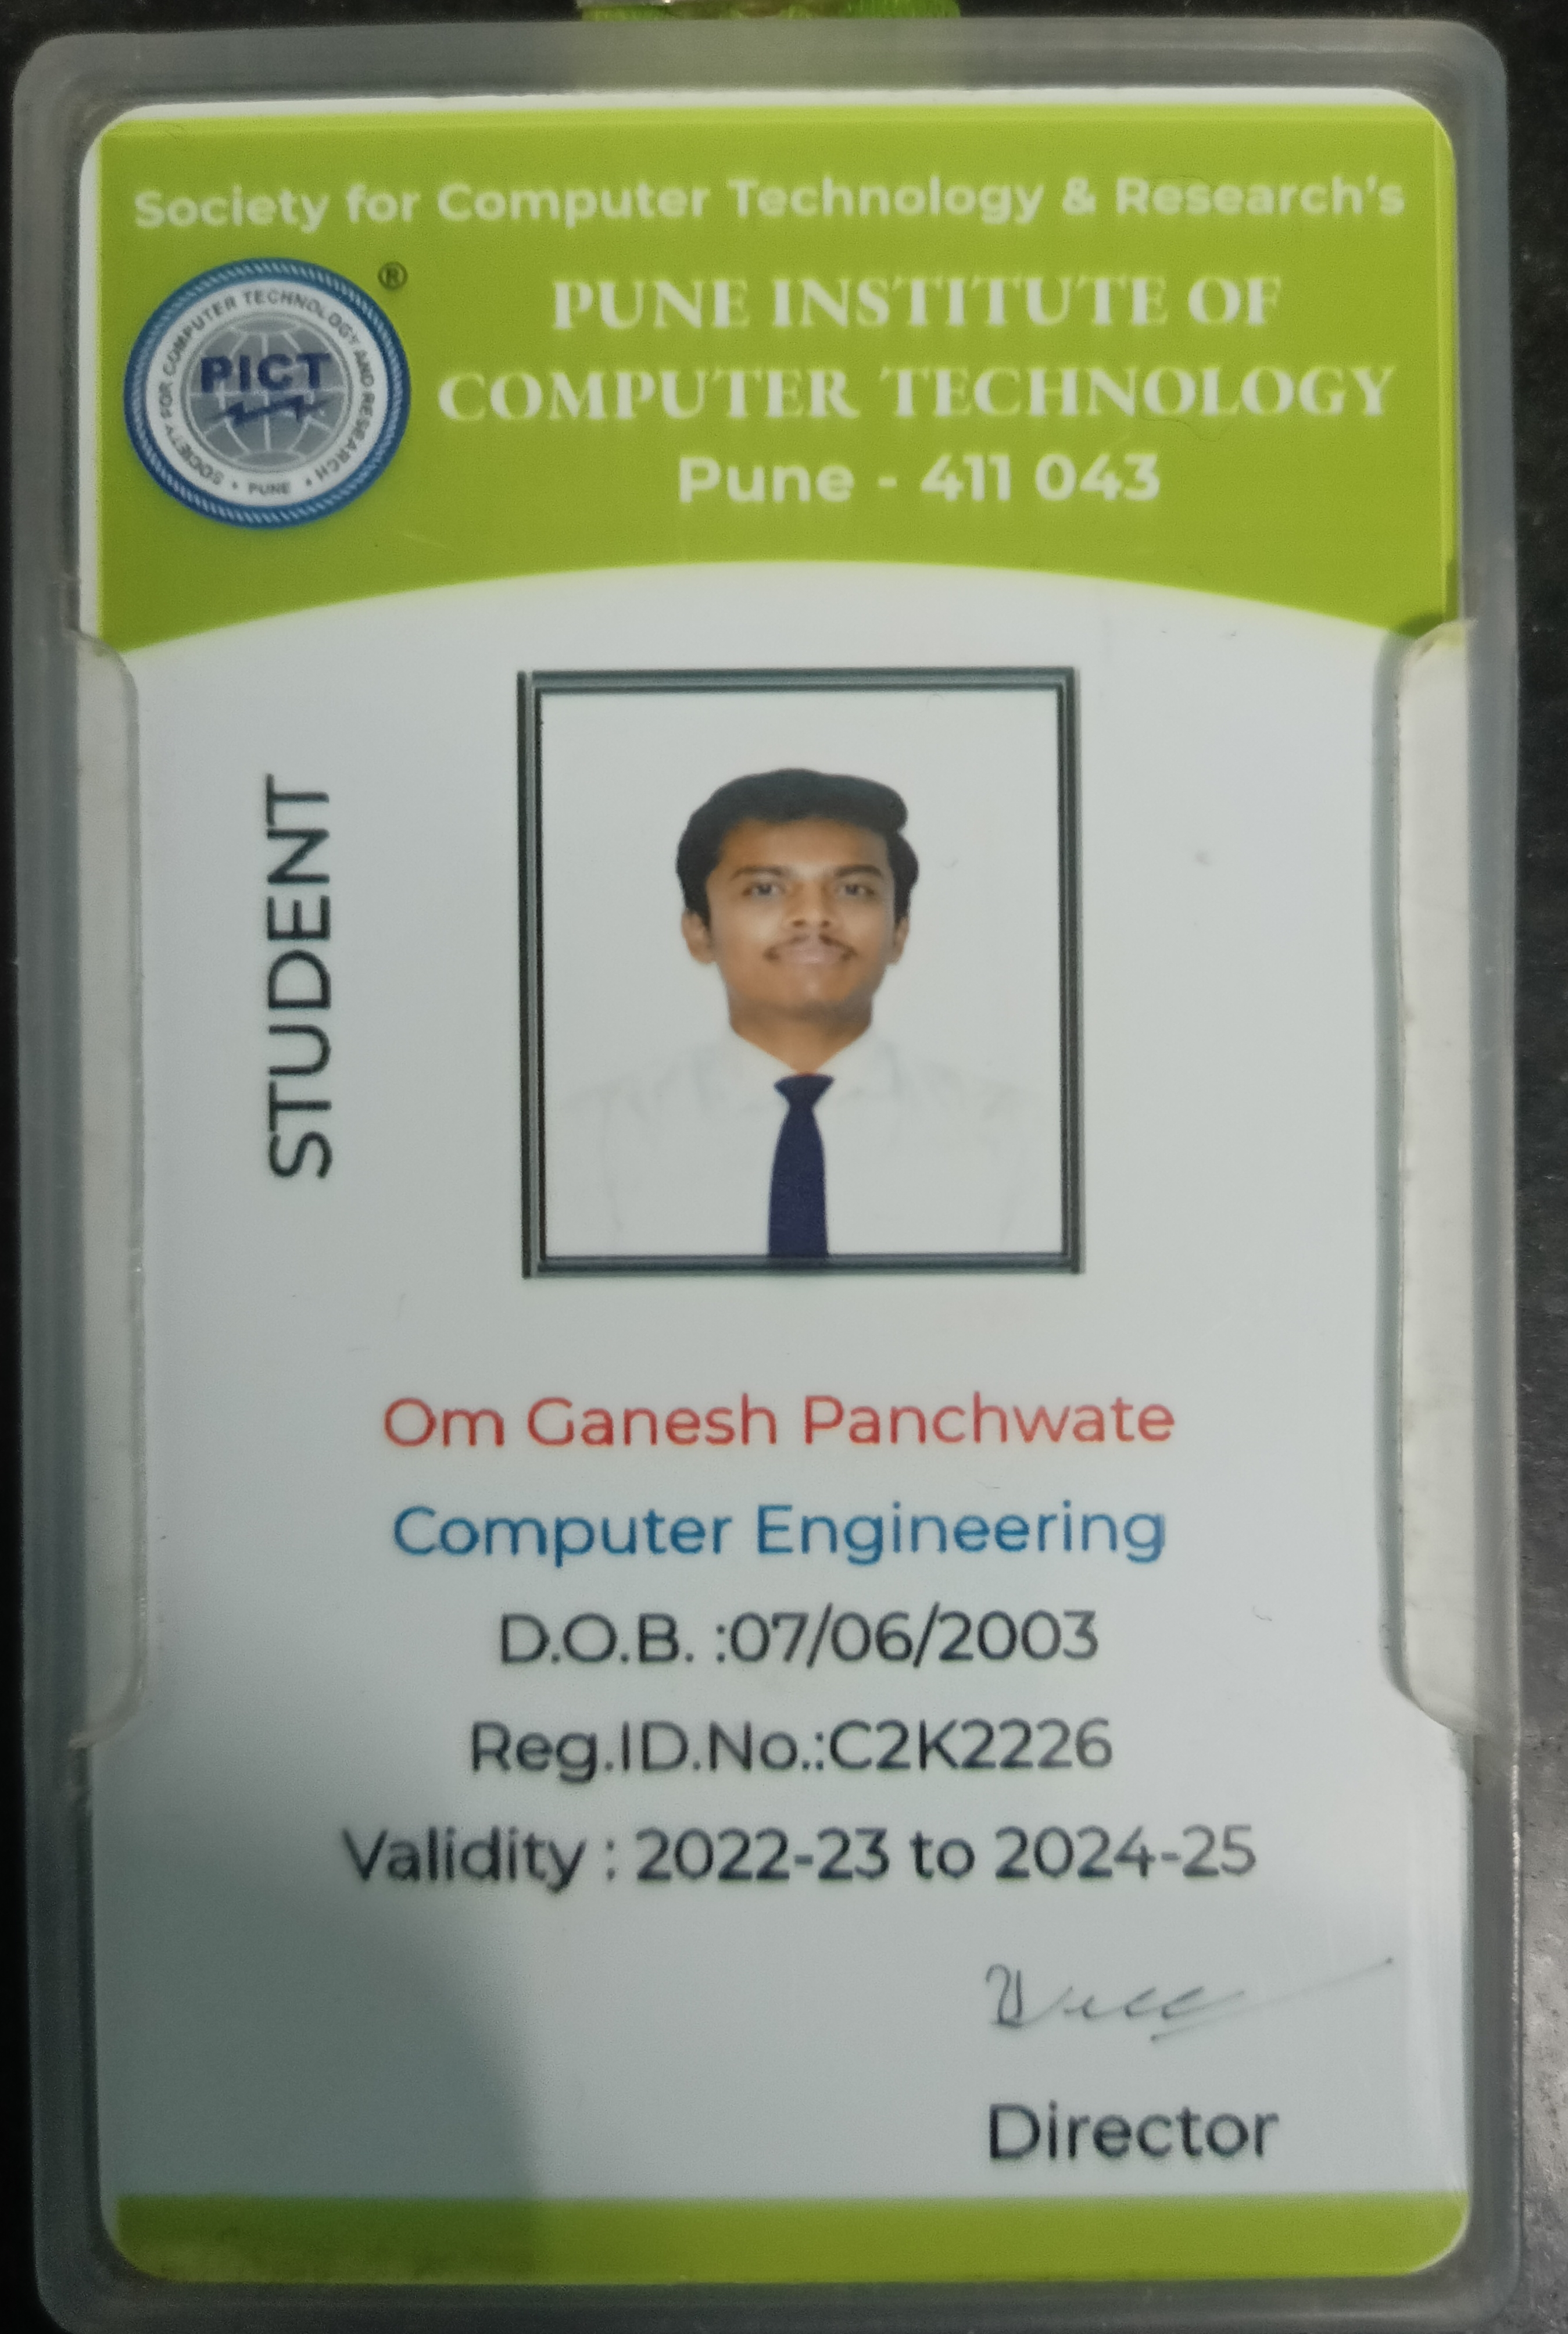 Society for Computer Technology & Research's
®
SOCIETY FOR COMPUTER TECHNOLOGY AND RESEARCH
PICT
• PUNE •
PUNE INSTITUTE OF
COMPUTER TECHNOLOGY
Pune - 411 043
STUDENT
Om Ganesh Panchwate
Computer Engineering
D.O.B. :07/06/2003
Reg.ID.No.:C2K2226
Validity : 2022-23 to 2024-25
Director